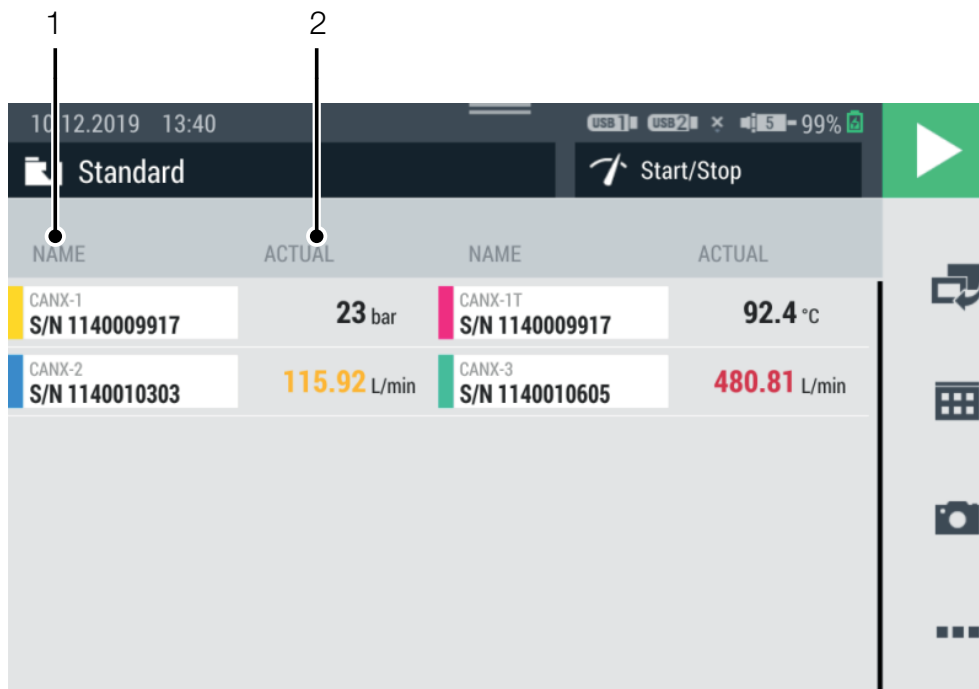 1 2
10.12.2019 13:40 USB 1 USB 2 5 99%
Standard Start/Stop
NAME ACTUAL NAME ACTUAL
CANX-1 CANX-1T
S/N 1140009917 23 bar S/N 1140009917 92.4 °C
CANX-2 CANX-3
S/N 1140010303 115.92 L/min S/N 1140010605 480.81 L/min